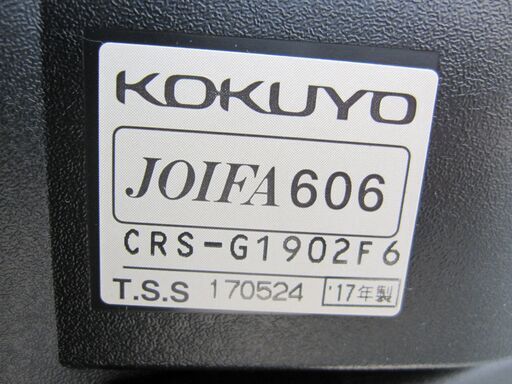 KOKUYO
JOIFA 606
CRS-G1902F6
T.S.S 170524 '17年製